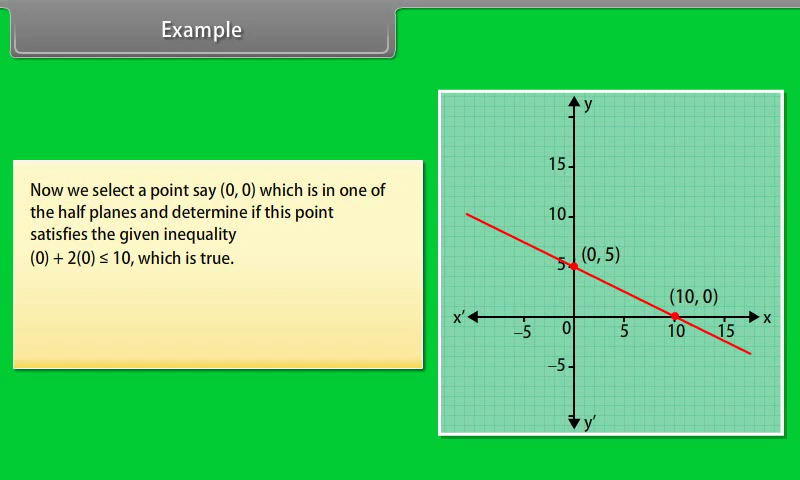 Example
Now we select a point say (0, 0) which is in one of
the half planes and determine if this point
satisfies the given inequality
(0) + 2(0) ≤ 10, which is true.
y
15
10
5
(0, 5)
(10, 0)
x′
x
–5
0
5
10
15
–5
y′